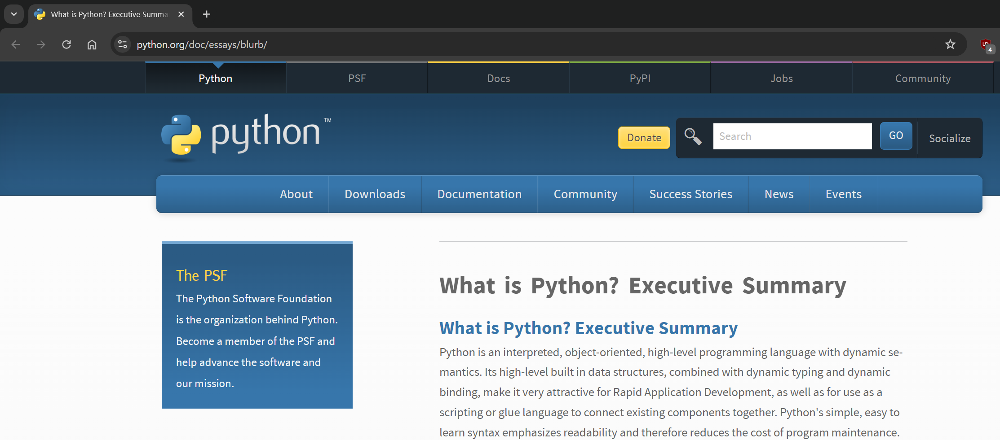 What is Python? Executive Summa
python.org/doc/essays/blurb/
4
Python
PSF
Docs
PyPI
Jobs
Community
python™
Donate
Search
GO
Socialize
About
Downloads
Documentation
Community
Success Stories
News
Events
The PSF
The Python Software Foundation
is the organization behind Python.
Become a member of the PSF and
help advance the software and
our mission.
What is Python? Executive Summary
What is Python? Executive Summary
Python is an interpreted, object-oriented, high-level programming language with dynamic se-
mantics. Its high-level built in data structures, combined with dynamic typing and dynamic
binding, make it very attractive for Rapid Application Development, as well as for use as a
scripting or glue language to connect existing components together. Python's simple, easy to
learn syntax emphasizes readability and therefore reduces the cost of program maintenance.